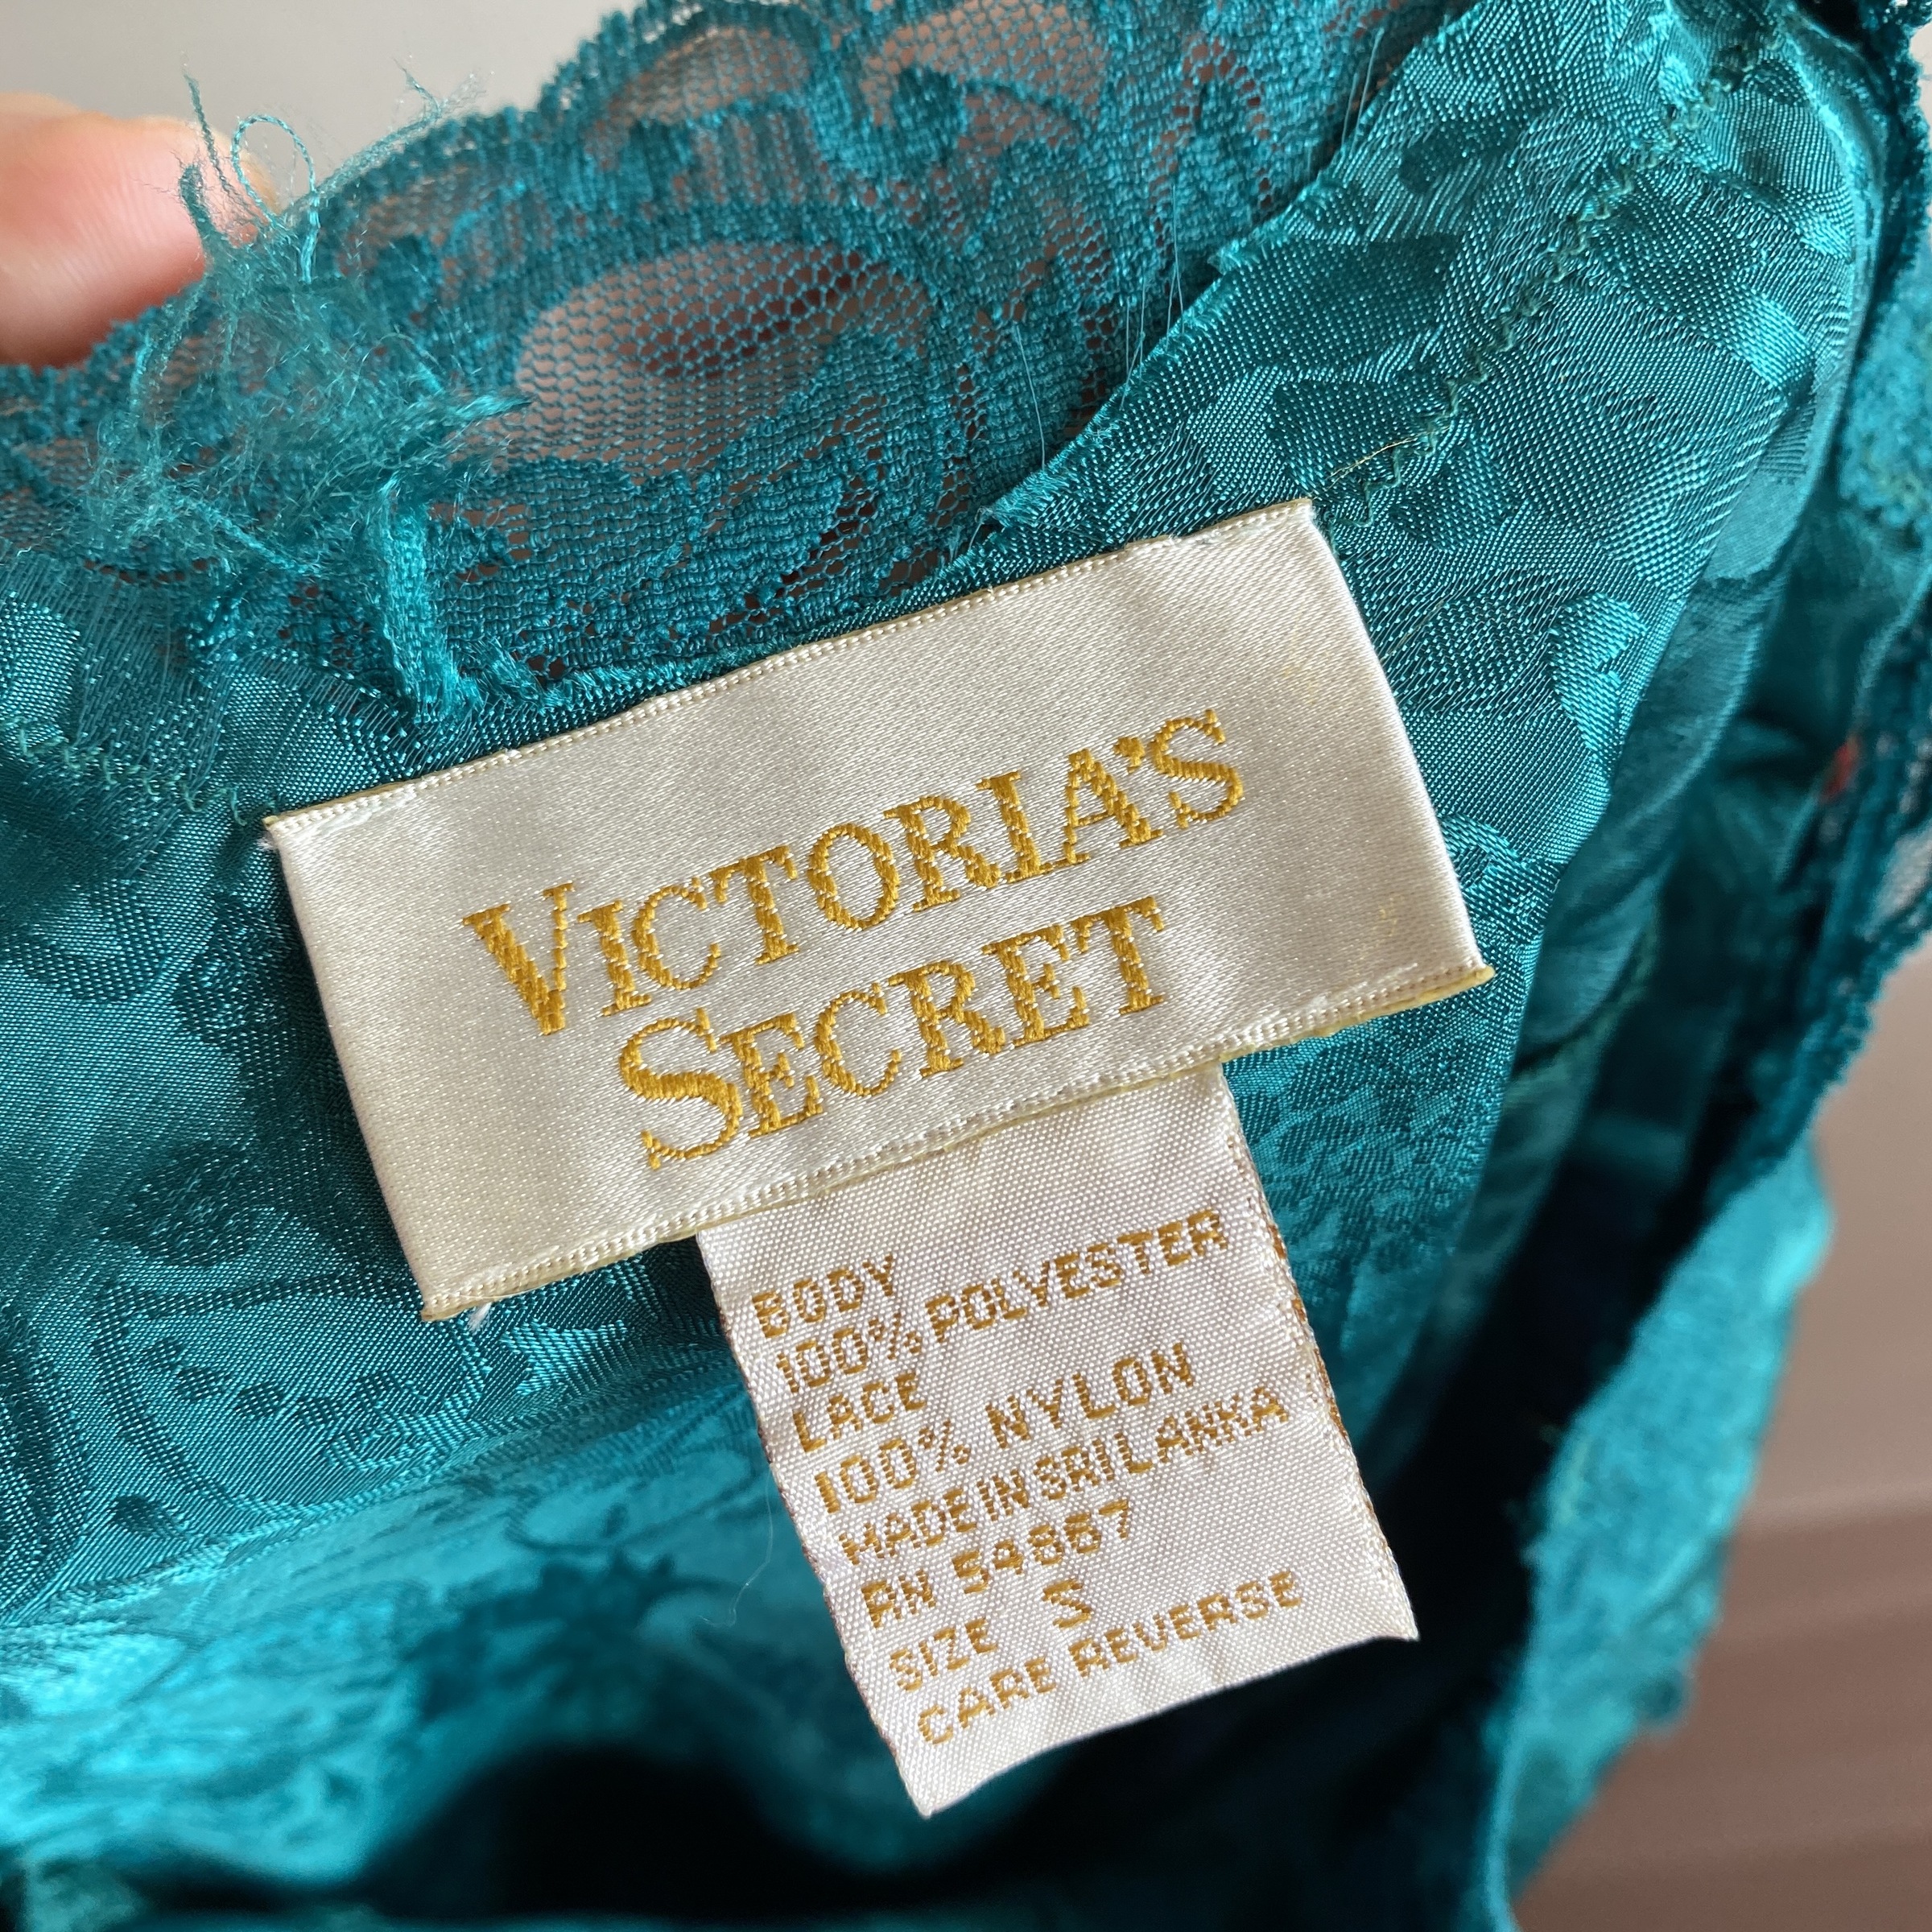 VICTORIA'S
SECRET
BODY
100% POLYESTER
LACE
100% NYLON
MADE IN SRI LANKA
RN 54867
SIZE S
CARE REVERSE